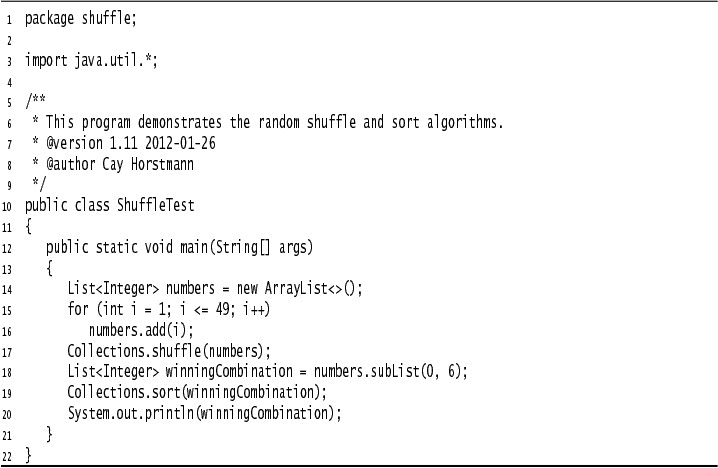 1 package shuffle;
2
3 import java.util.*;
4
5 /**
6  * This program demonstrates the random shuffle and sort algorithms.
7  * @version 1.11 2012-01-26
8  * @author Cay Horstmann
9  */
10 public class ShuffleTest
11 {
12    public static void main(String[] args)
13    {
14       List<Integer> numbers = new ArrayList<>();
15       for (int i = 1; i <= 49; i++)
16          numbers.add(i);
17       Collections.shuffle(numbers);
18       List<Integer> winningCombination = numbers.subList(0, 6);
19       Collections.sort(winningCombination);
20       System.out.println(winningCombination);
21    }
22 }